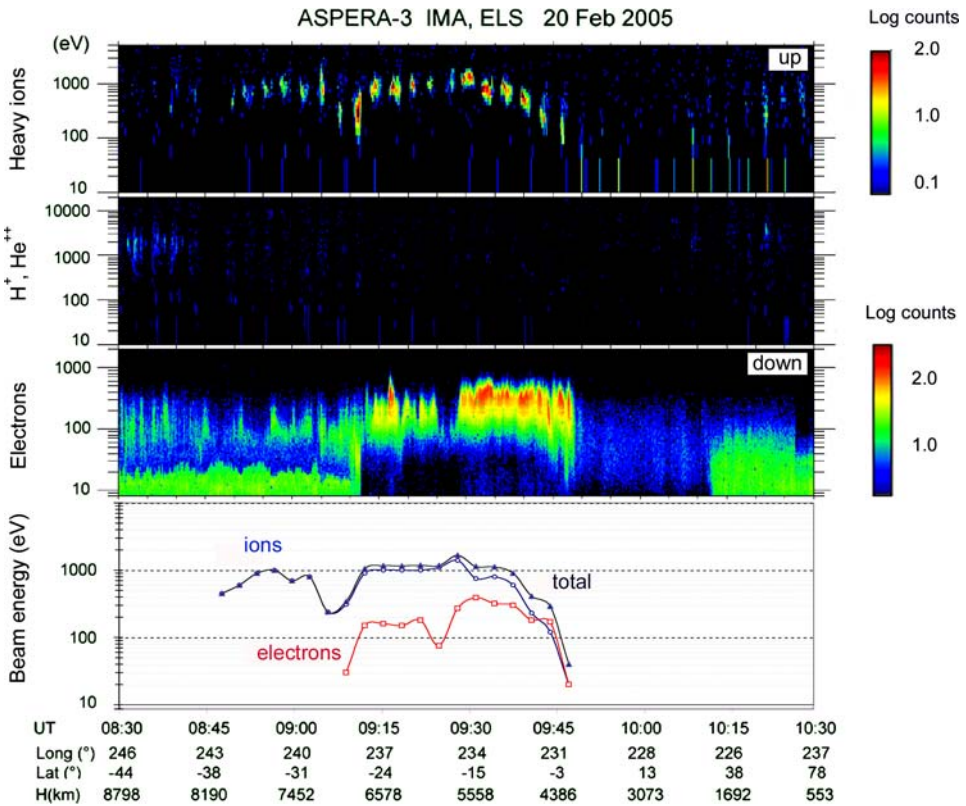 ASPERA-3 IMA, ELS 20 Feb 2005
Log counts
(eV)
up
2.0
1000
1.0
100
0.1
10
Heavy ions
10000
1000
100
10
H+, He++
Log counts
down
1000
2.0
100
1.0
10
Electrons
ions
1000
total
100
electrons
10
Beam energy (eV)
UT 08:30 08:45 09:00 09:15 09:30 09:45 10:00 10:15 10:30
Long (°) 246 243 240 237 234 231 228 226 237
Lat (°) -44 -38 -31 -24 -15 -3 13 38 78
H(km) 8798 8190 7452 6578 5558 4386 3073 1692 553